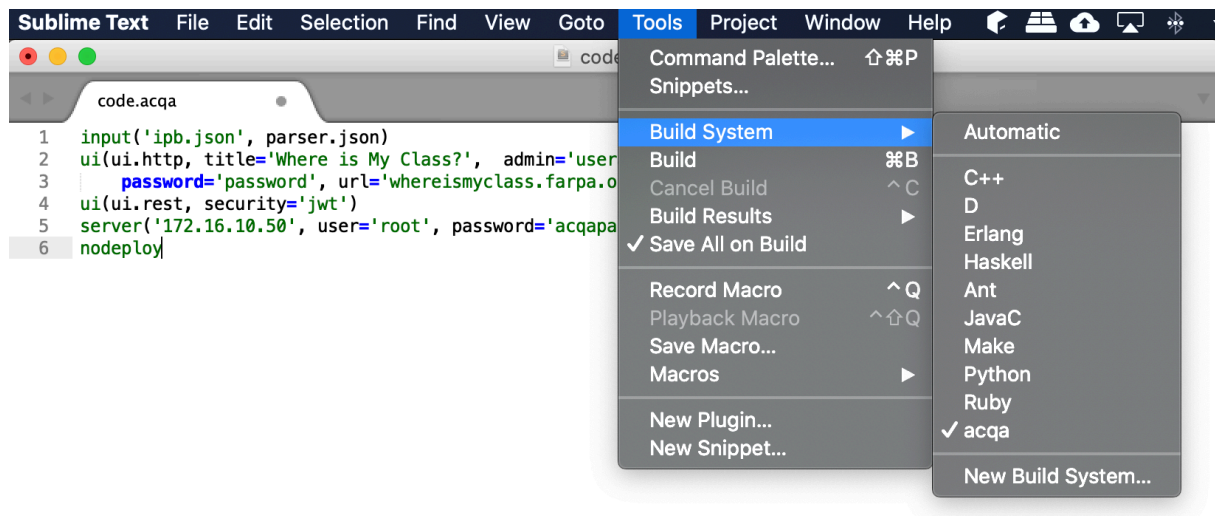 Sublime Text File Edit Selection Find View Goto Tools Project Window Help
code
code.acqa
1 input('ipb.json', parser.json)
2 ui(ui.http, title='Where is My Class?', admin='user
3 password='password', url='whereismyclass.farpa.o
4 ui(ui.rest, security='jwt')
5 server('172.16.10.50', user='root', password='acqapa
6 nodeploy
Command Palette... ⇧⌘P
Snippets...
Build System ▶
Build ⌘B
Cancel Build ^C
Build Results ▶
✓ Save All on Build
Record Macro ^Q
Playback Macro ^⇧Q
Save Macro...
Macros ▶
New Plugin...
New Snippet...
Automatic
C++
D
Erlang
Haskell
Ant
JavaC
Make
Python
Ruby
✓ acqa
New Build System...